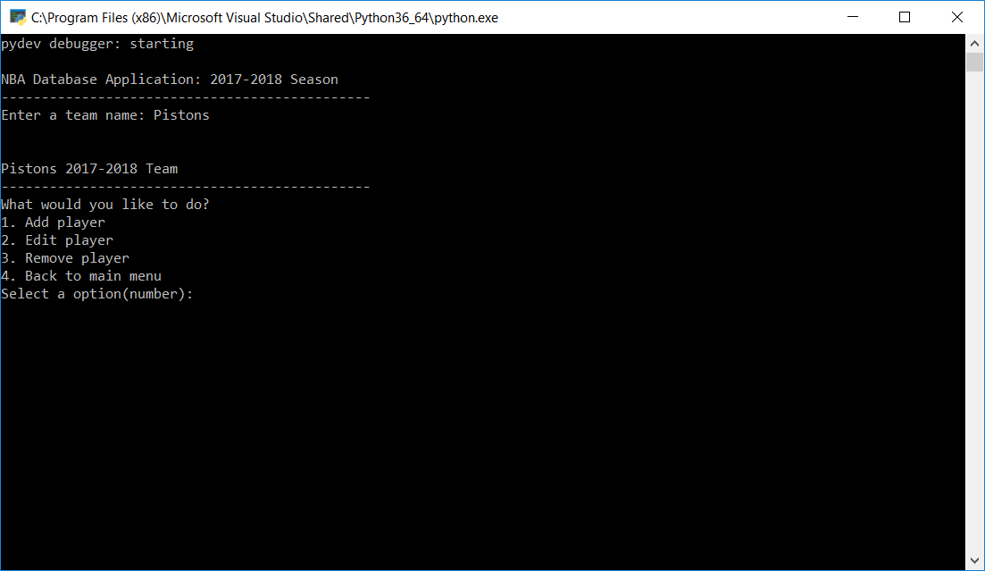 C:\Program Files (x86)\Microsoft Visual Studio\Shared\Python36_64\python.exe
pydev debugger: starting
NBA Database Application: 2017-2018 Season
----------------------------------------------
Enter a team name: Pistons
Pistons 2017-2018 Team
----------------------------------------------
What would you like to do?
1. Add player
2. Edit player
3. Remove player
4. Back to main menu
Select a option(number):